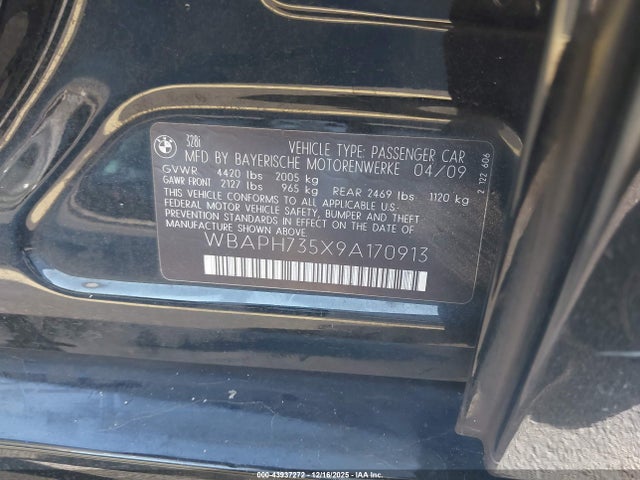 BMW
328i
VEHICLE TYPE: PASSENGER CAR
MFD BY BAYERISCHE MOTORENWERKE 04/09
GVWR. 4420 lbs 2005 kg
GAWR FRONT 2127 lbs 965 kg REAR 2469 lbs 1120 kg
THIS VEHICLE CONFORMS TO ALL APPLICABLE U.S-
FEDERAL MOTOR VEHICLE SAFETY, BUMPER AND THEFT
PREVENTION STANDARDS IN EFFECT ON THE DATE OF
MANUFACTURE SHOWN ABOVE.
WBAPH735X9A170913
2 122 606
000-43937272 - 12/16/2025 - IAA Inc.